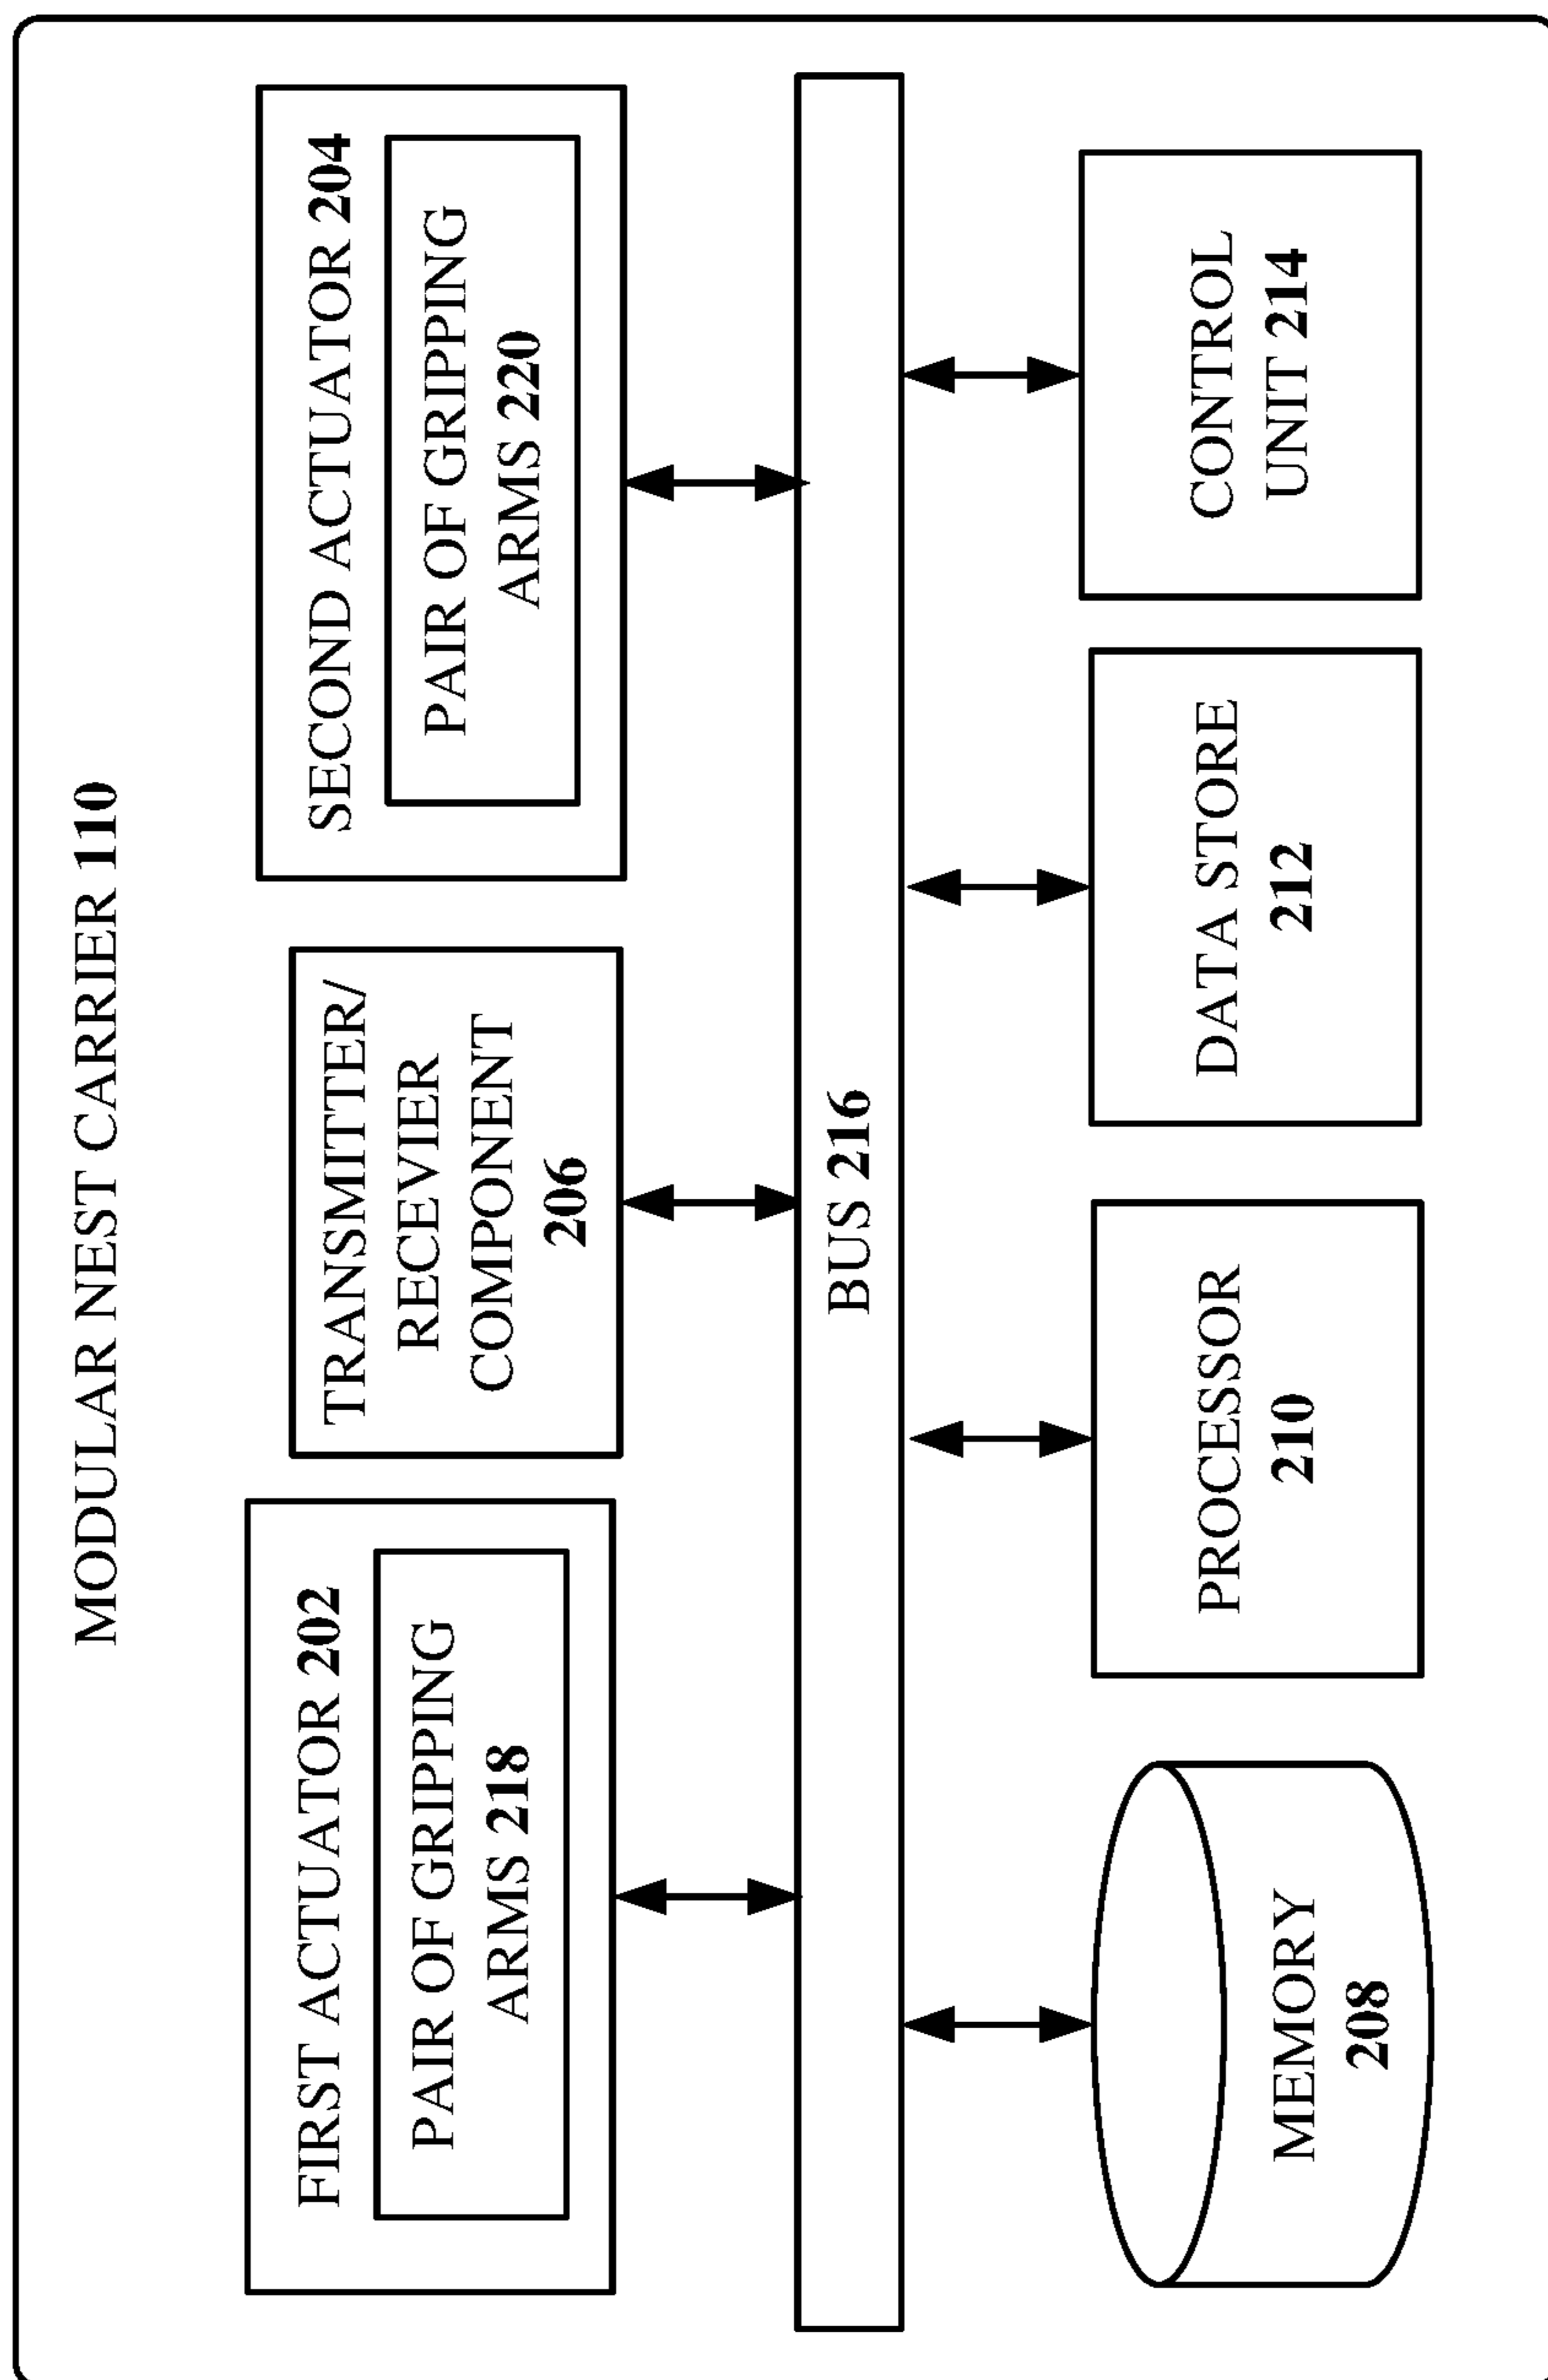 MODULAR NEST CARRIER 110
FIRST ACTUATOR 202
PAIR OF GRIPPING
ARMS 218
TRANSMITTER/
RECEVIER
COMPONENT
206
SECOND ACTUATOR 204
PAIR OF GRIPPING
ARMS 220
BUS 216
MEMORY
208
PROCESSOR
210
DATA STORE
212
CONTROL
UNIT 214